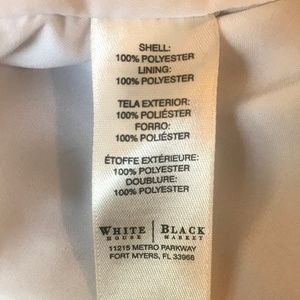 SHELL:
100% POLYESTER
LINING:
100% POLYESTER
TELA EXTERIOR:
100% POLIÉSTER
FORRO:
100% POLIÉSTER
ÉTOFFE EXTÉRIEURE:
100% POLYESTER
DOUBLURE:
100% POLYESTER
WHITE | BLACK
HOUSE | MARKET
11215 METRO PARKWAY
FORT MYERS, FL 33966